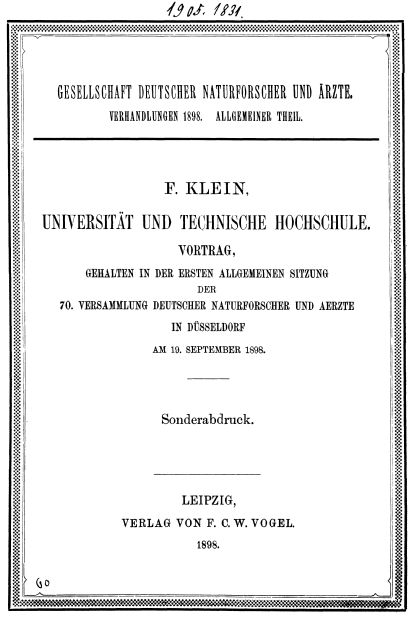 1905. 1831.
GESELLSCHAFT DEUTSCHER NATURFORSCHER UND ÄRZTE.
VERHANDLUNGEN 1898. ALLGEMEINER THEIL.
F. KLEIN,
UNIVERSITÄT UND TECHNISCHE HOCHSCHULE.
VORTRAG,
GEHALTEN IN DER ERSTEN ALLGEMEINEN SITZUNG
DER
70. VERSAMMLUNG DEUTSCHER NATURFORSCHER UND AERZTE
IN DÜSSELDORF
AM 19. SEPTEMBER 1898.
Sonderabdruck.
LEIPZIG,
VERLAG VON F. C. W. VOGEL.
1898.
GO